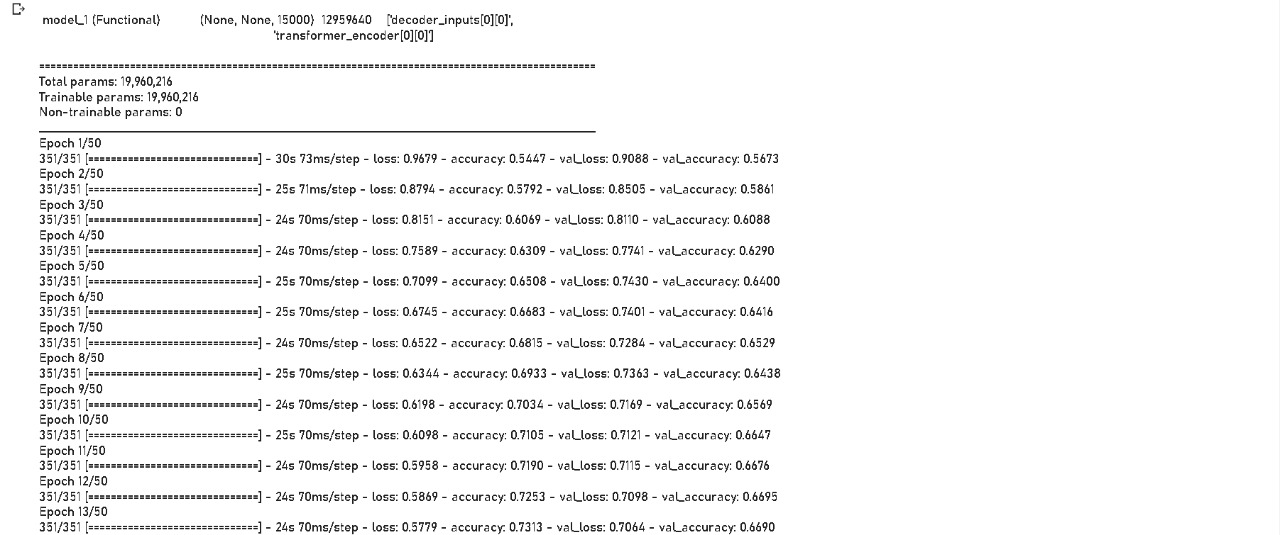 model_1 (Functional) (None, None, 15000) 12959640 ['decoder_inputs[0][0]',
'transformer_encoder[0][0]']
==================================================================================================
Total params: 19,960,216
Trainable params: 19,960,216
Non-trainable params: 0
__________________________________________________________________________________________________
Epoch 1/50
351/351 [==============================] - 30s 73ms/step - loss: 0.9679 - accuracy: 0.5447 - val_loss: 0.9088 - val_accuracy: 0.5673
Epoch 2/50
351/351 [==============================] - 25s 71ms/step - loss: 0.8794 - accuracy: 0.5792 - val_loss: 0.8505 - val_accuracy: 0.5861
Epoch 3/50
351/351 [==============================] - 24s 70ms/step - loss: 0.8151 - accuracy: 0.6069 - val_loss: 0.8110 - val_accuracy: 0.6088
Epoch 4/50
351/351 [==============================] - 24s 70ms/step - loss: 0.7589 - accuracy: 0.6309 - val_loss: 0.7741 - val_accuracy: 0.6290
Epoch 5/50
351/351 [==============================] - 25s 70ms/step - loss: 0.7099 - accuracy: 0.6508 - val_loss: 0.7430 - val_accuracy: 0.6400
Epoch 6/50
351/351 [==============================] - 25s 70ms/step - loss: 0.6745 - accuracy: 0.6683 - val_loss: 0.7401 - val_accuracy: 0.6416
Epoch 7/50
351/351 [==============================] - 24s 70ms/step - loss: 0.6522 - accuracy: 0.6815 - val_loss: 0.7284 - val_accuracy: 0.6529
Epoch 8/50
351/351 [==============================] - 25s 70ms/step - loss: 0.6344 - accuracy: 0.6933 - val_loss: 0.7363 - val_accuracy: 0.6438
Epoch 9/50
351/351 [==============================] - 24s 70ms/step - loss: 0.6198 - accuracy: 0.7034 - val_loss: 0.7169 - val_accuracy: 0.6569
Epoch 10/50
351/351 [==============================] - 25s 70ms/step - loss: 0.6098 - accuracy: 0.7105 - val_loss: 0.7121 - val_accuracy: 0.6647
Epoch 11/50
351/351 [==============================] - 24s 70ms/step - loss: 0.5958 - accuracy: 0.7190 - val_loss: 0.7115 - val_accuracy: 0.6676
Epoch 12/50
351/351 [==============================] - 24s 70ms/step - loss: 0.5869 - accuracy: 0.7253 - val_loss: 0.7098 - val_accuracy: 0.6695
Epoch 13/50
351/351 [==============================] - 24s 70ms/step - loss: 0.5779 - accuracy: 0.7313 - val_loss: 0.7064 - val_accuracy: 0.6690